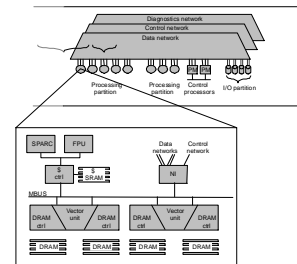 Diagnostics network
Control network
Data network
PM PM
Processing partition
Processing partition
Control processors
I/O partition
SPARC
FPU
Data networks
Control network
$ ctrl
$ SRAM
NI
MBUS
DRAM ctrl
Vector unit
DRAM ctrl
DRAM ctrl
Vector unit
DRAM ctrl
DRAM
DRAM
DRAM
DRAM